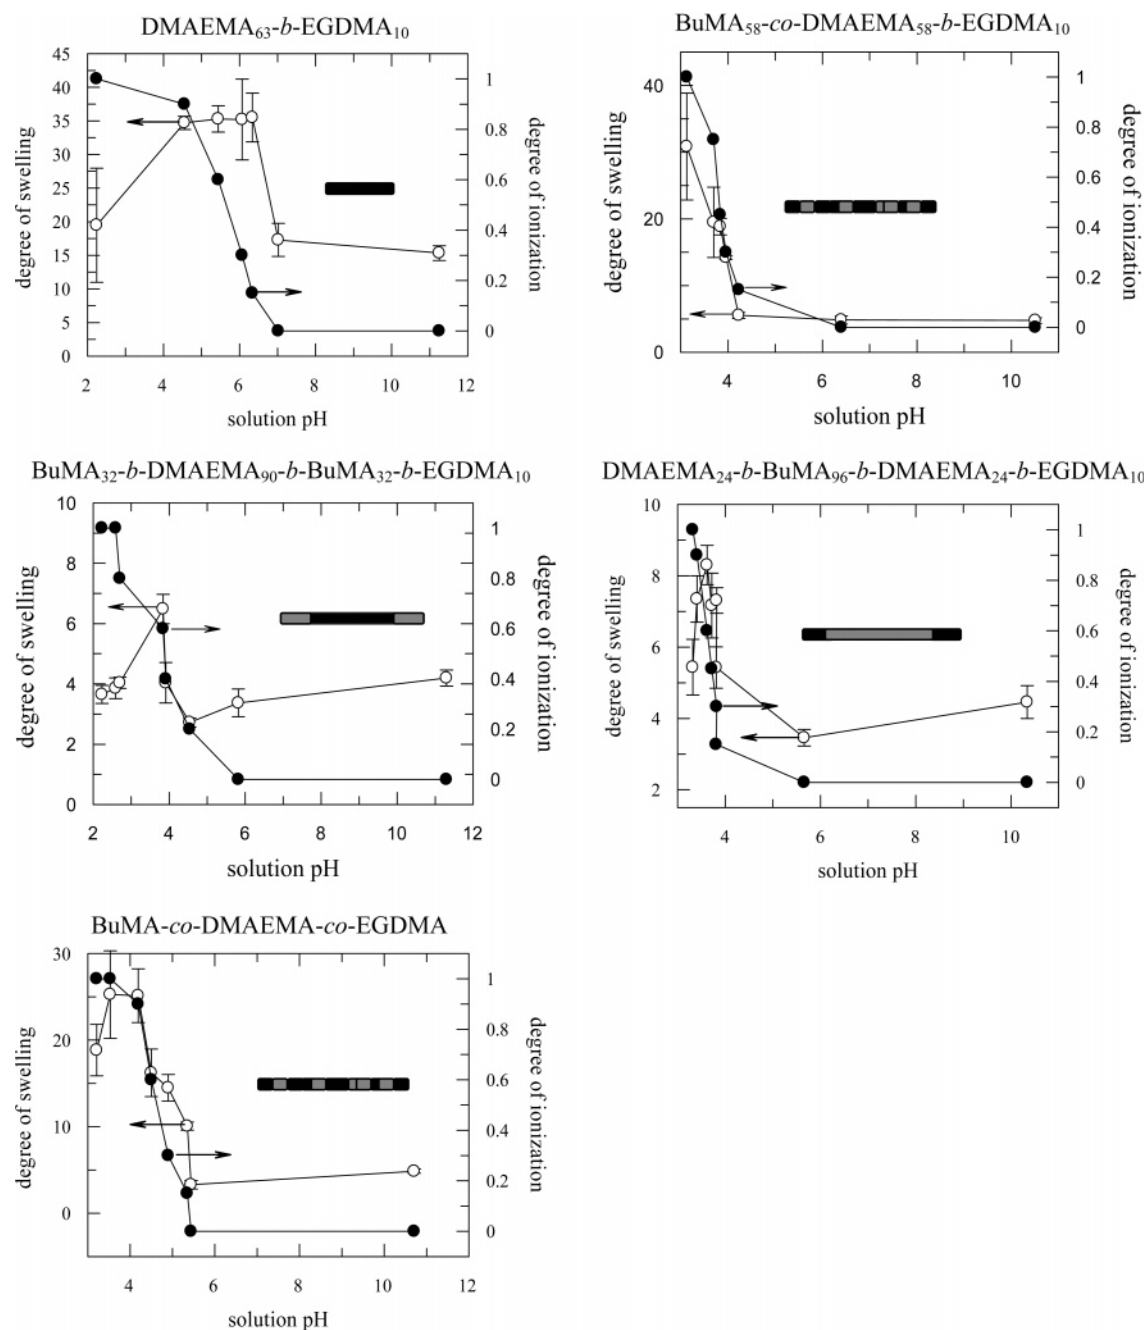 DMAEMA₆₃-b-EGDMA₁₀
45
40
35
30
25
20
15
10
5
0
degree of swelling
1
0.8
0.6
0.4
0.2
0
degree of ionization
2 4 6 8 10 12
solution pH
BuMA₅₈-co-DMAEMA₅₈-b-EGDMA₁₀
40
20
0
degree of swelling
1
0.8
0.6
0.4
0.2
0
degree of ionization
4 6 8 10
solution pH
BuMA₃₂-b-DMAEMA₉₀-b-BuMA₃₂-b-EGDMA₁₀
10
8
6
4
2
0
degree of swelling
1
0.8
0.6
0.4
0.2
0
degree of ionization
2 4 6 8 10 12
solution pH
DMAEMA₂₄-b-BuMA₉₆-b-DMAEMA₂₄-b-EGDMA₁₀
10
8
6
4
2
degree of swelling
1
0.8
0.6
0.4
0.2
0
degree of ionization
4 6 8 10
solution pH
BuMA-co-DMAEMA-co-EGDMA
30
20
10
0
degree of swelling
1
0.8
0.6
0.4
0.2
0
degree of ionization
4 6 8 10 12
solution pH